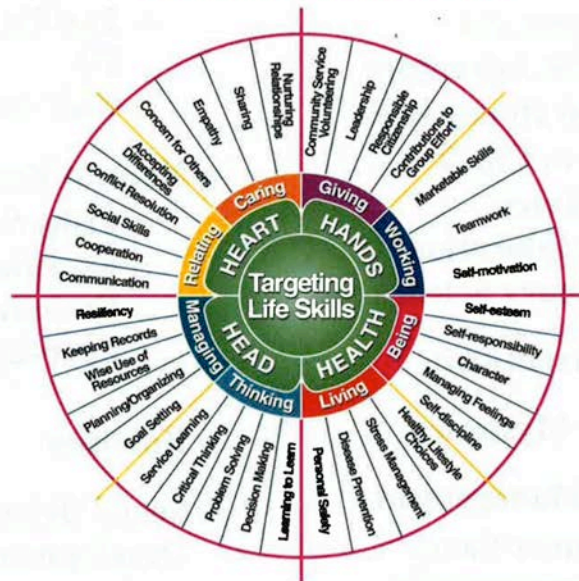 Targeting
Life Skills
HEART
HANDS
HEALTH
HEAD
Caring
Giving
Working
Being
Living
Thinking
Managing
Relating
Nurturing
Relationships
Sharing
Empathy
Concern for Others
Accepting
Differences
Conflict Resolution
Social Skills
Cooperation
Communication
Community Service
Volunteering
Leadership
Responsible
Citizenship
Contributions to
Group Effort
Marketable Skills
Teamwork
Self-motivation
Self-esteem
Self-responsibility
Character
Managing Feelings
Self-discipline
Healthy Lifestyle
Choices
Stress Management
Disease Prevention
Personal Safety
Learning to Learn
Decision Making
Problem Solving
Critical Thinking
Service Learning
Goal Setting
Planning/Organizing
Wise Use of
Resources
Keeping Records
Resiliency